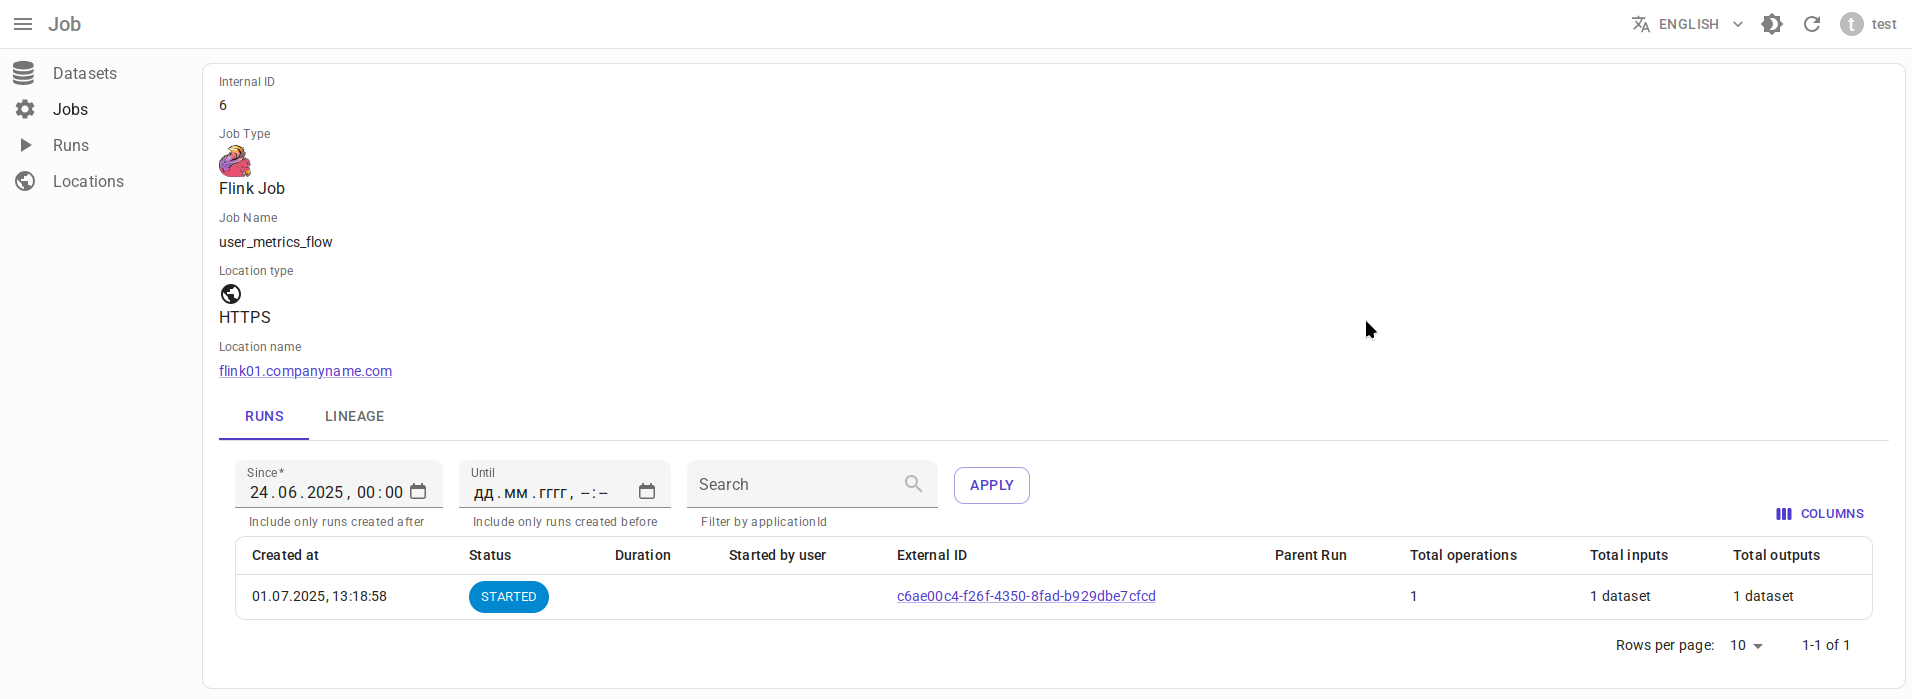 Job
ENGLISH
t test
Datasets
Jobs
Runs
Locations
Internal ID
6
Job Type
Flink Job
Job Name
user_metrics_flow
Location type
HTTPS
Location name
flink01.companyname.com
RUNS LINEAGE
Since*
24.06.2025, 00:00
Include only runs created after
Until
дд.мм.гггг, --:--
Include only runs created before
Search
Filter by applicationId
APPLY
COLUMNS
Created at Status Duration Started by user External ID Parent Run Total operations Total inputs Total outputs
01.07.2025, 13:18:58 STARTED c6ae00c4-f26f-4350-8fad-b929dbe7cfcd 1 1 dataset 1 dataset
Rows per page: 10 1-1 of 1